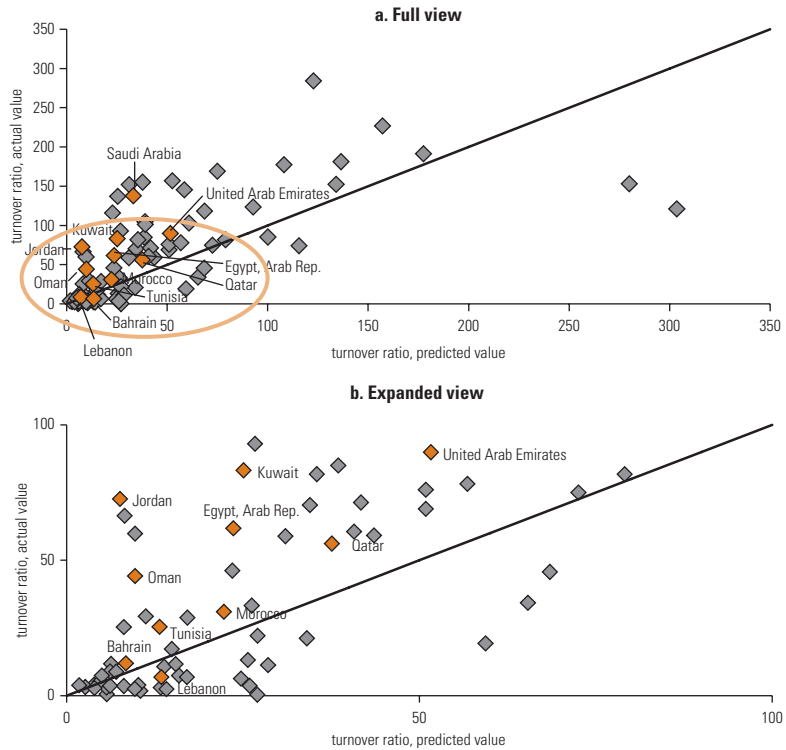 a. Full view
turnover ratio, actual value
350
300
250
200
150
100
50
0
Saudi Arabia
United Arab Emirates
Kuwait
Jordan
Egypt, Arab Rep.
Oman
Morocco
Qatar
Tunisia
Bahrain
Lebanon
0
50
100
150
200
250
300
350
turnover ratio, predicted value
b. Expanded view
turnover ratio, actual value
100
50
0
United Arab Emirates
Kuwait
Jordan
Egypt, Arab Rep.
Qatar
Oman
Morocco
Tunisia
Bahrain
Lebanon
0
50
100
turnover ratio, predicted value